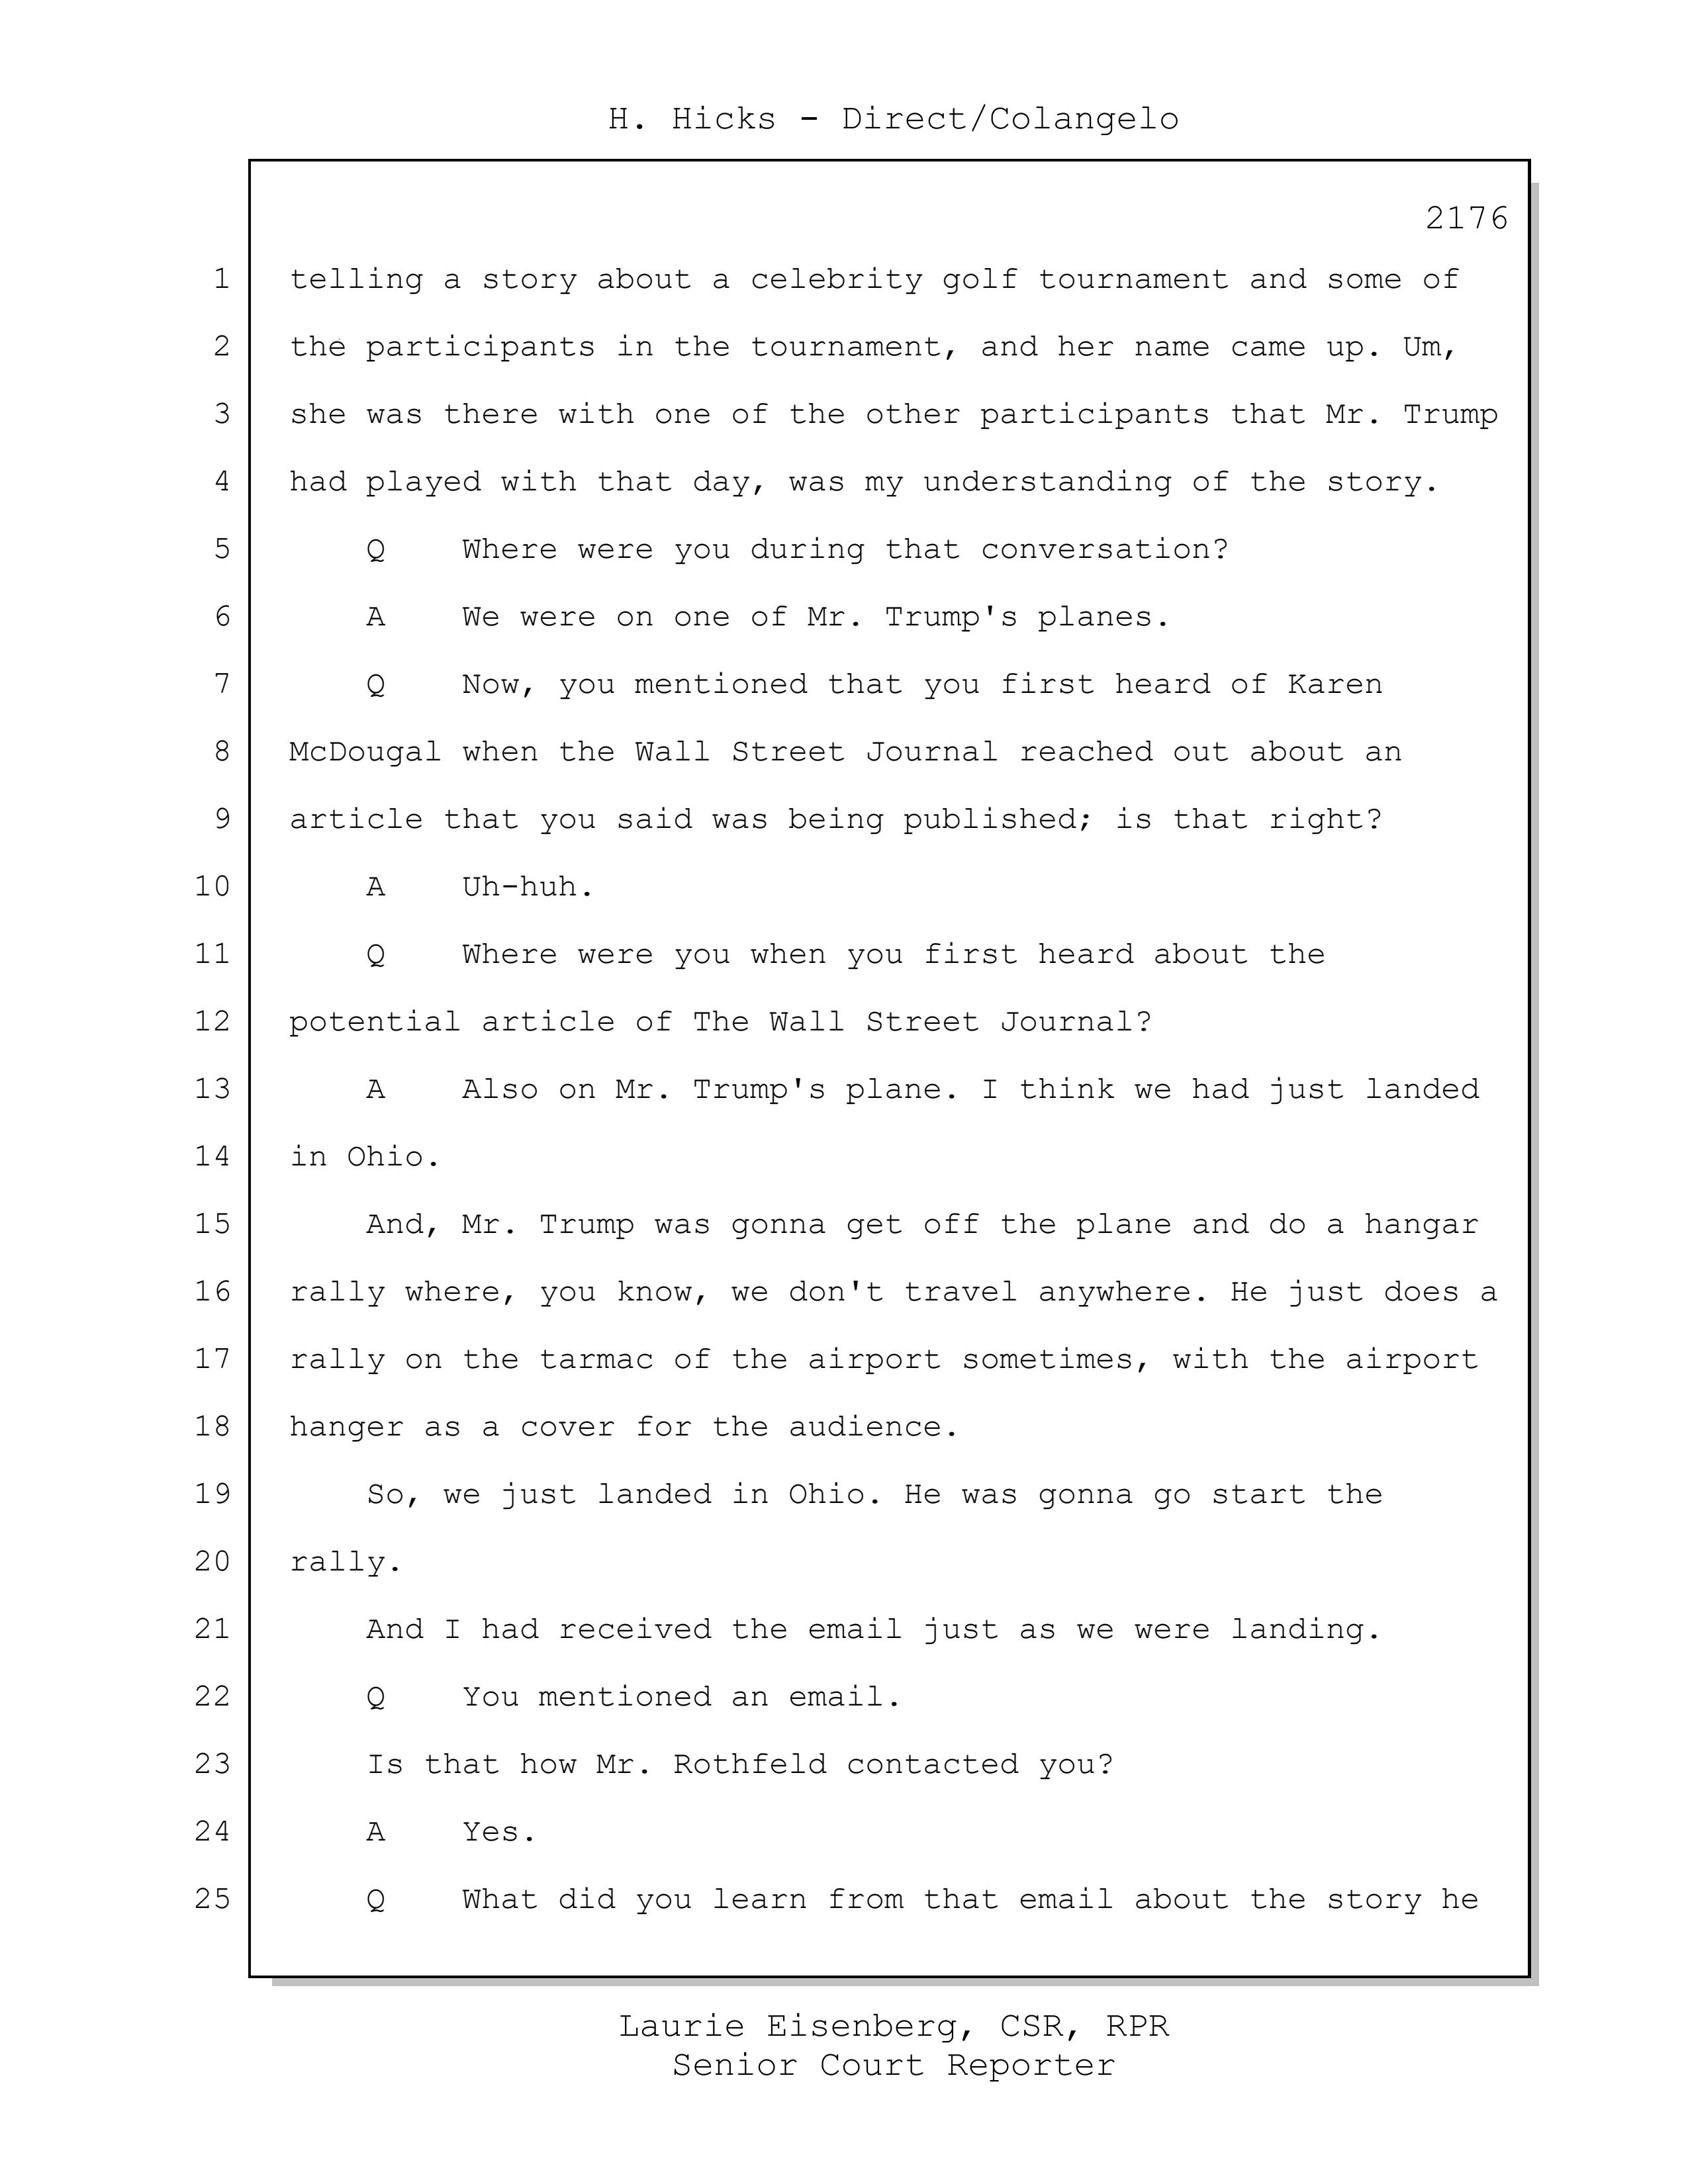 H. Hicks - Direct/Colangelo
2176
1 telling a story about a celebrity golf tournament and some of
2 the participants in the tournament, and her name came up. Um,
3 she was there with one of the other participants that Mr. Trump
4 had played with that day, was my understanding of the story.
5 Q Where were you during that conversation?
6 A We were on one of Mr. Trump's planes.
7 Q Now, you mentioned that you first heard of Karen
8 McDougal when the Wall Street Journal reached out about an
9 article that you said was being published; is that right?
10 A Uh-huh.
11 Q Where were you when you first heard about the
12 potential article of The Wall Street Journal?
13 A Also on Mr. Trump's plane. I think we had just landed
14 in Ohio.
15 And, Mr. Trump was gonna get off the plane and do a hangar
16 rally where, you know, we don't travel anywhere. He just does a
17 rally on the tarmac of the airport sometimes, with the airport
18 hanger as a cover for the audience.
19 So, we just landed in Ohio. He was gonna go start the
20 rally.
21 And I had received the email just as we were landing.
22 Q You mentioned an email.
23 Is that how Mr. Rothfeld contacted you?
24 A Yes.
25 Q What did you learn from that email about the story he
Laurie Eisenberg, CSR, RPR
Senior Court Reporter